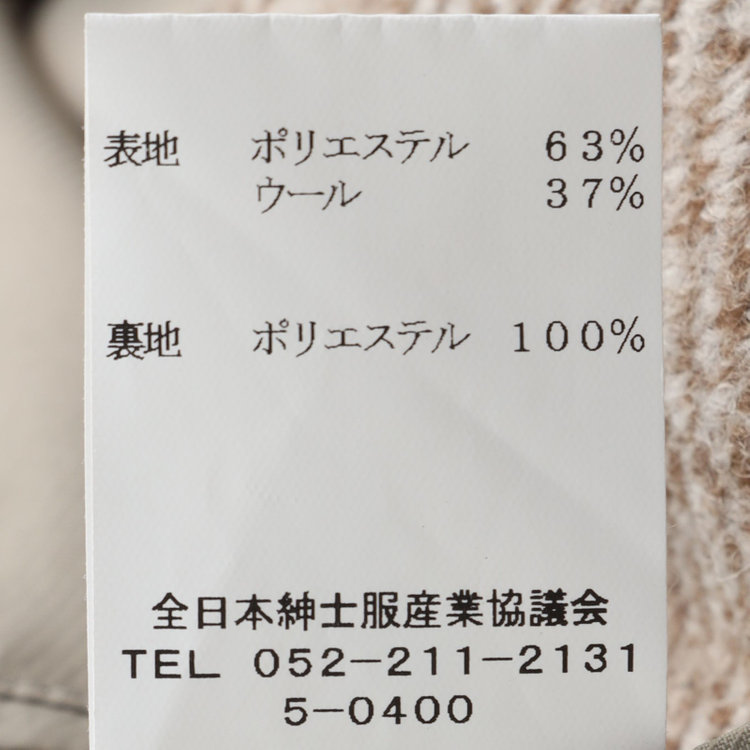 表地 ポリエステル 63%
ウール 37%
裏地 ポリエステル 100%
全日本紳士服産業協議会
TEL 052-211-2131
5-0400